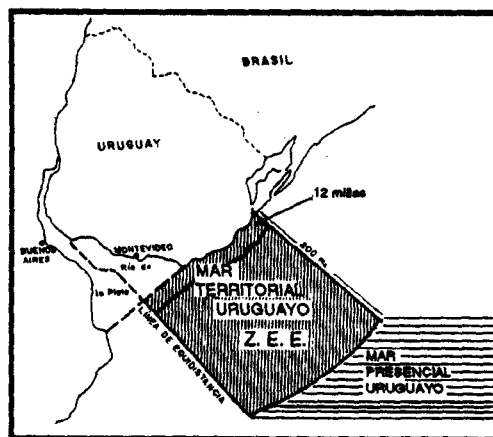 BRASIL
URUGUAY
12 millas
BUENOS
AIRES
MONTEVIDEO
Río de
la Plata
200 m.
MAR
TERRITORIAL
URUGUAYO
Z. E. E.
LÍNEA DE EQUIDISTANCIA
MAR
PRESENCIAL
URUGUAYO